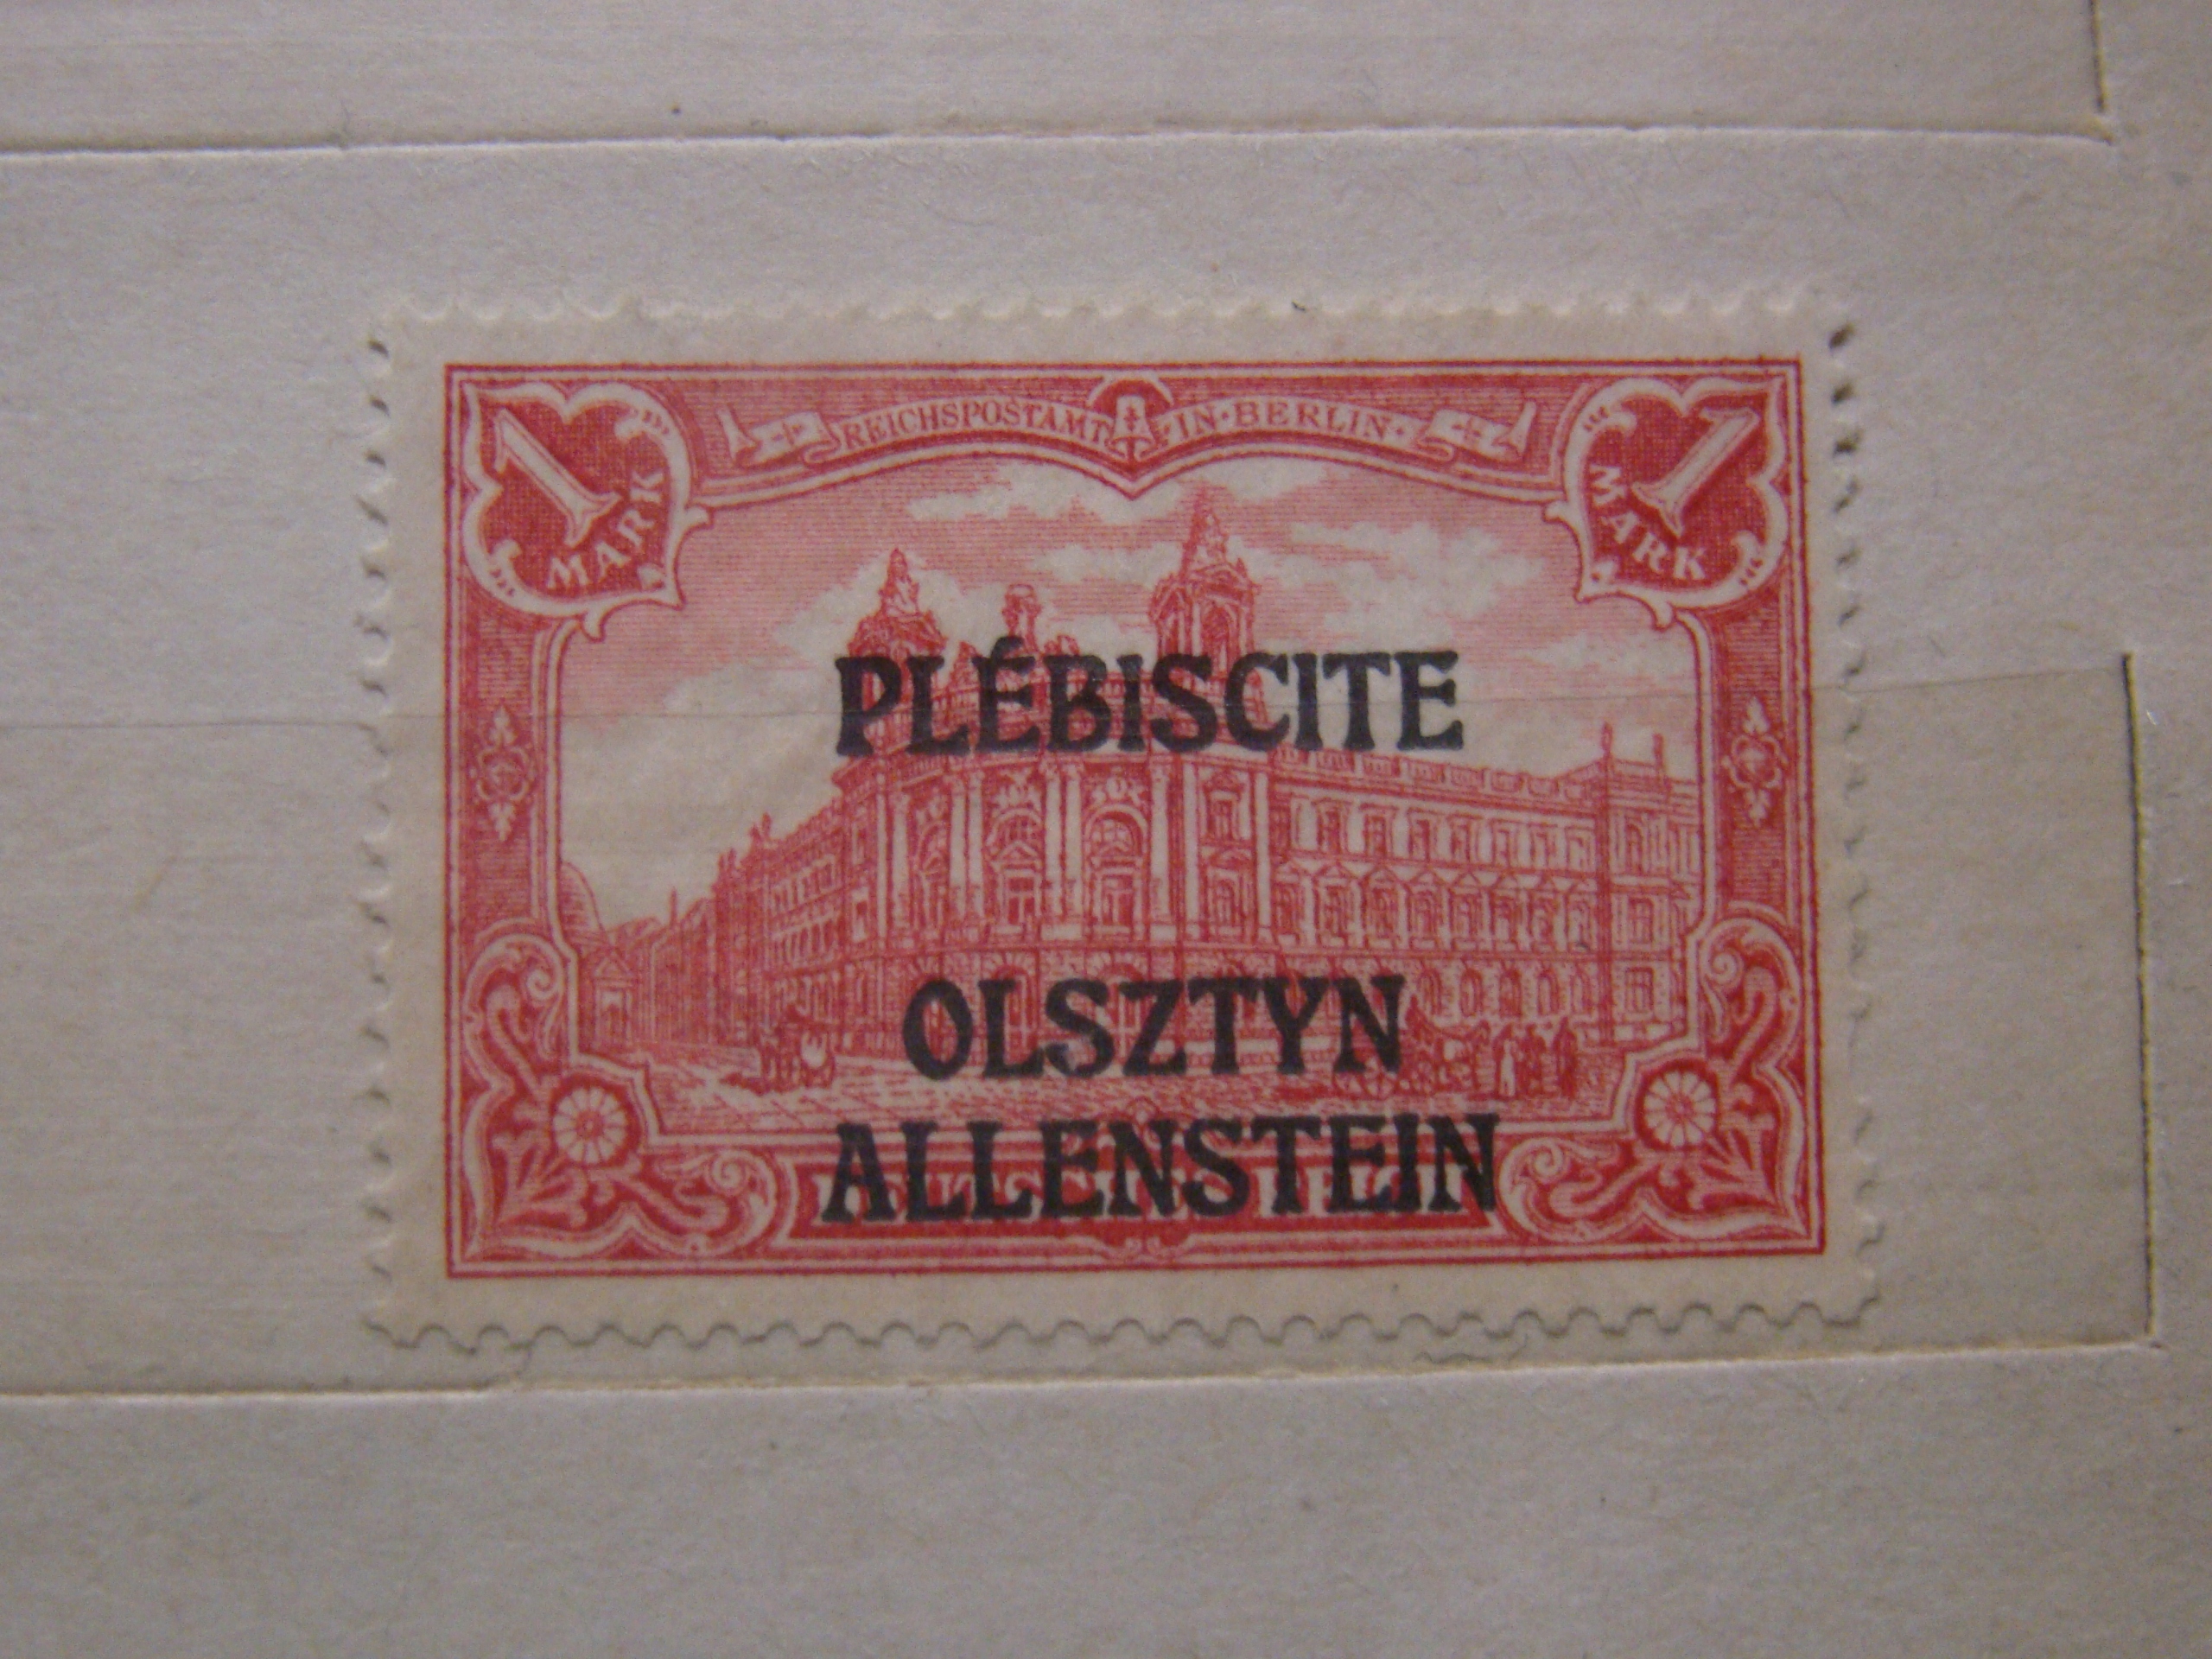 1 MARK
REICHSPOSTAMT IN·BERLIN·
1 MARK
PLÉBISCITE
OLSZTYN
ALLENSTEIN